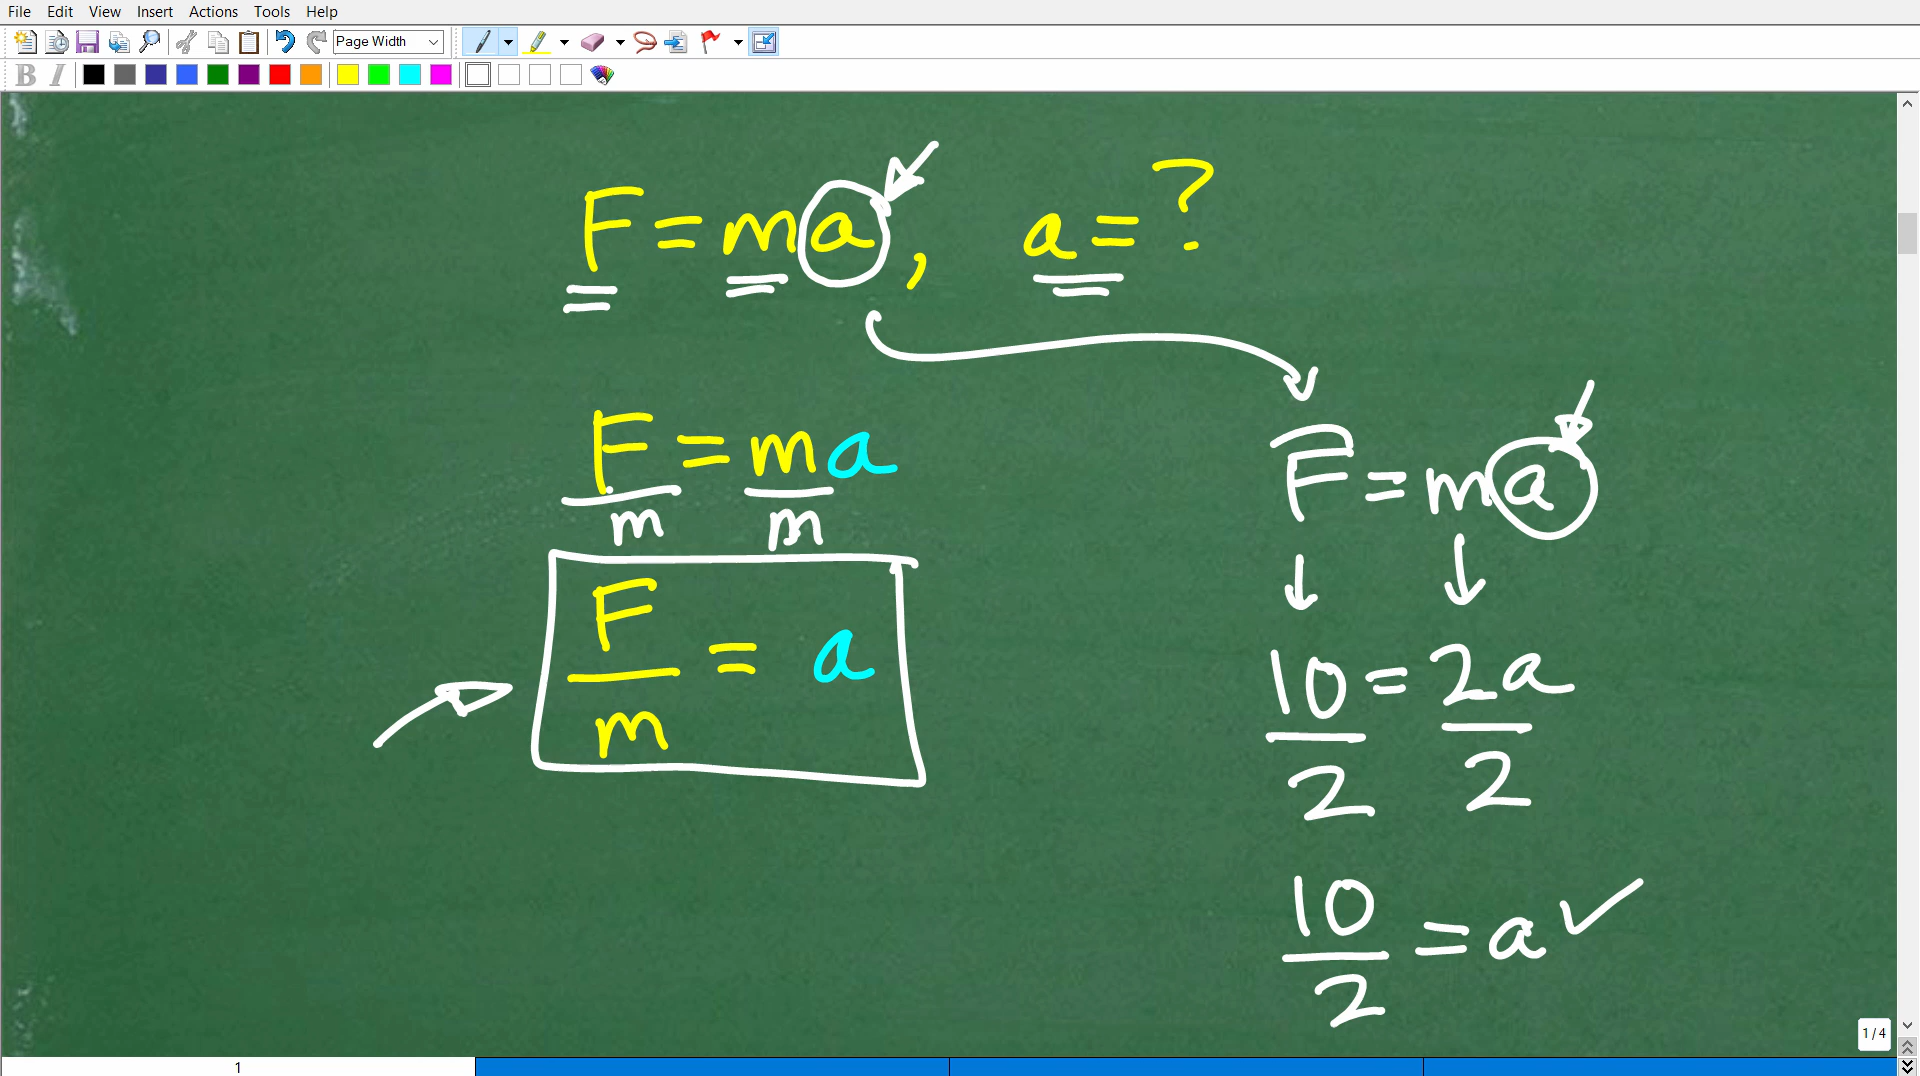 File Edit View Insert Actions Tools Help
Page Width
B I
F = ma, a = ?
F = ma
m m
F
m = a
F = ma
10 = 2a
2 2
10
2 = a ✓
1 / 4
1